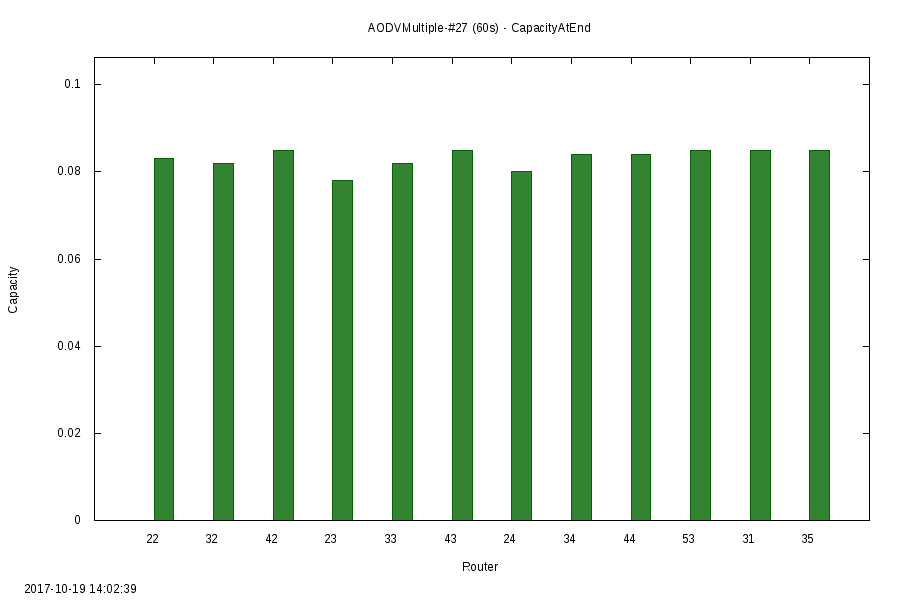 AODVMultiple-#27 (60s) - CapacityAtEnd
0.1
0.08
0.06
0.04
0.02
0
Capacity
22 32 42 23 33 43 24 34 44 53 31 35
Router
2017-10-19 14:02:39